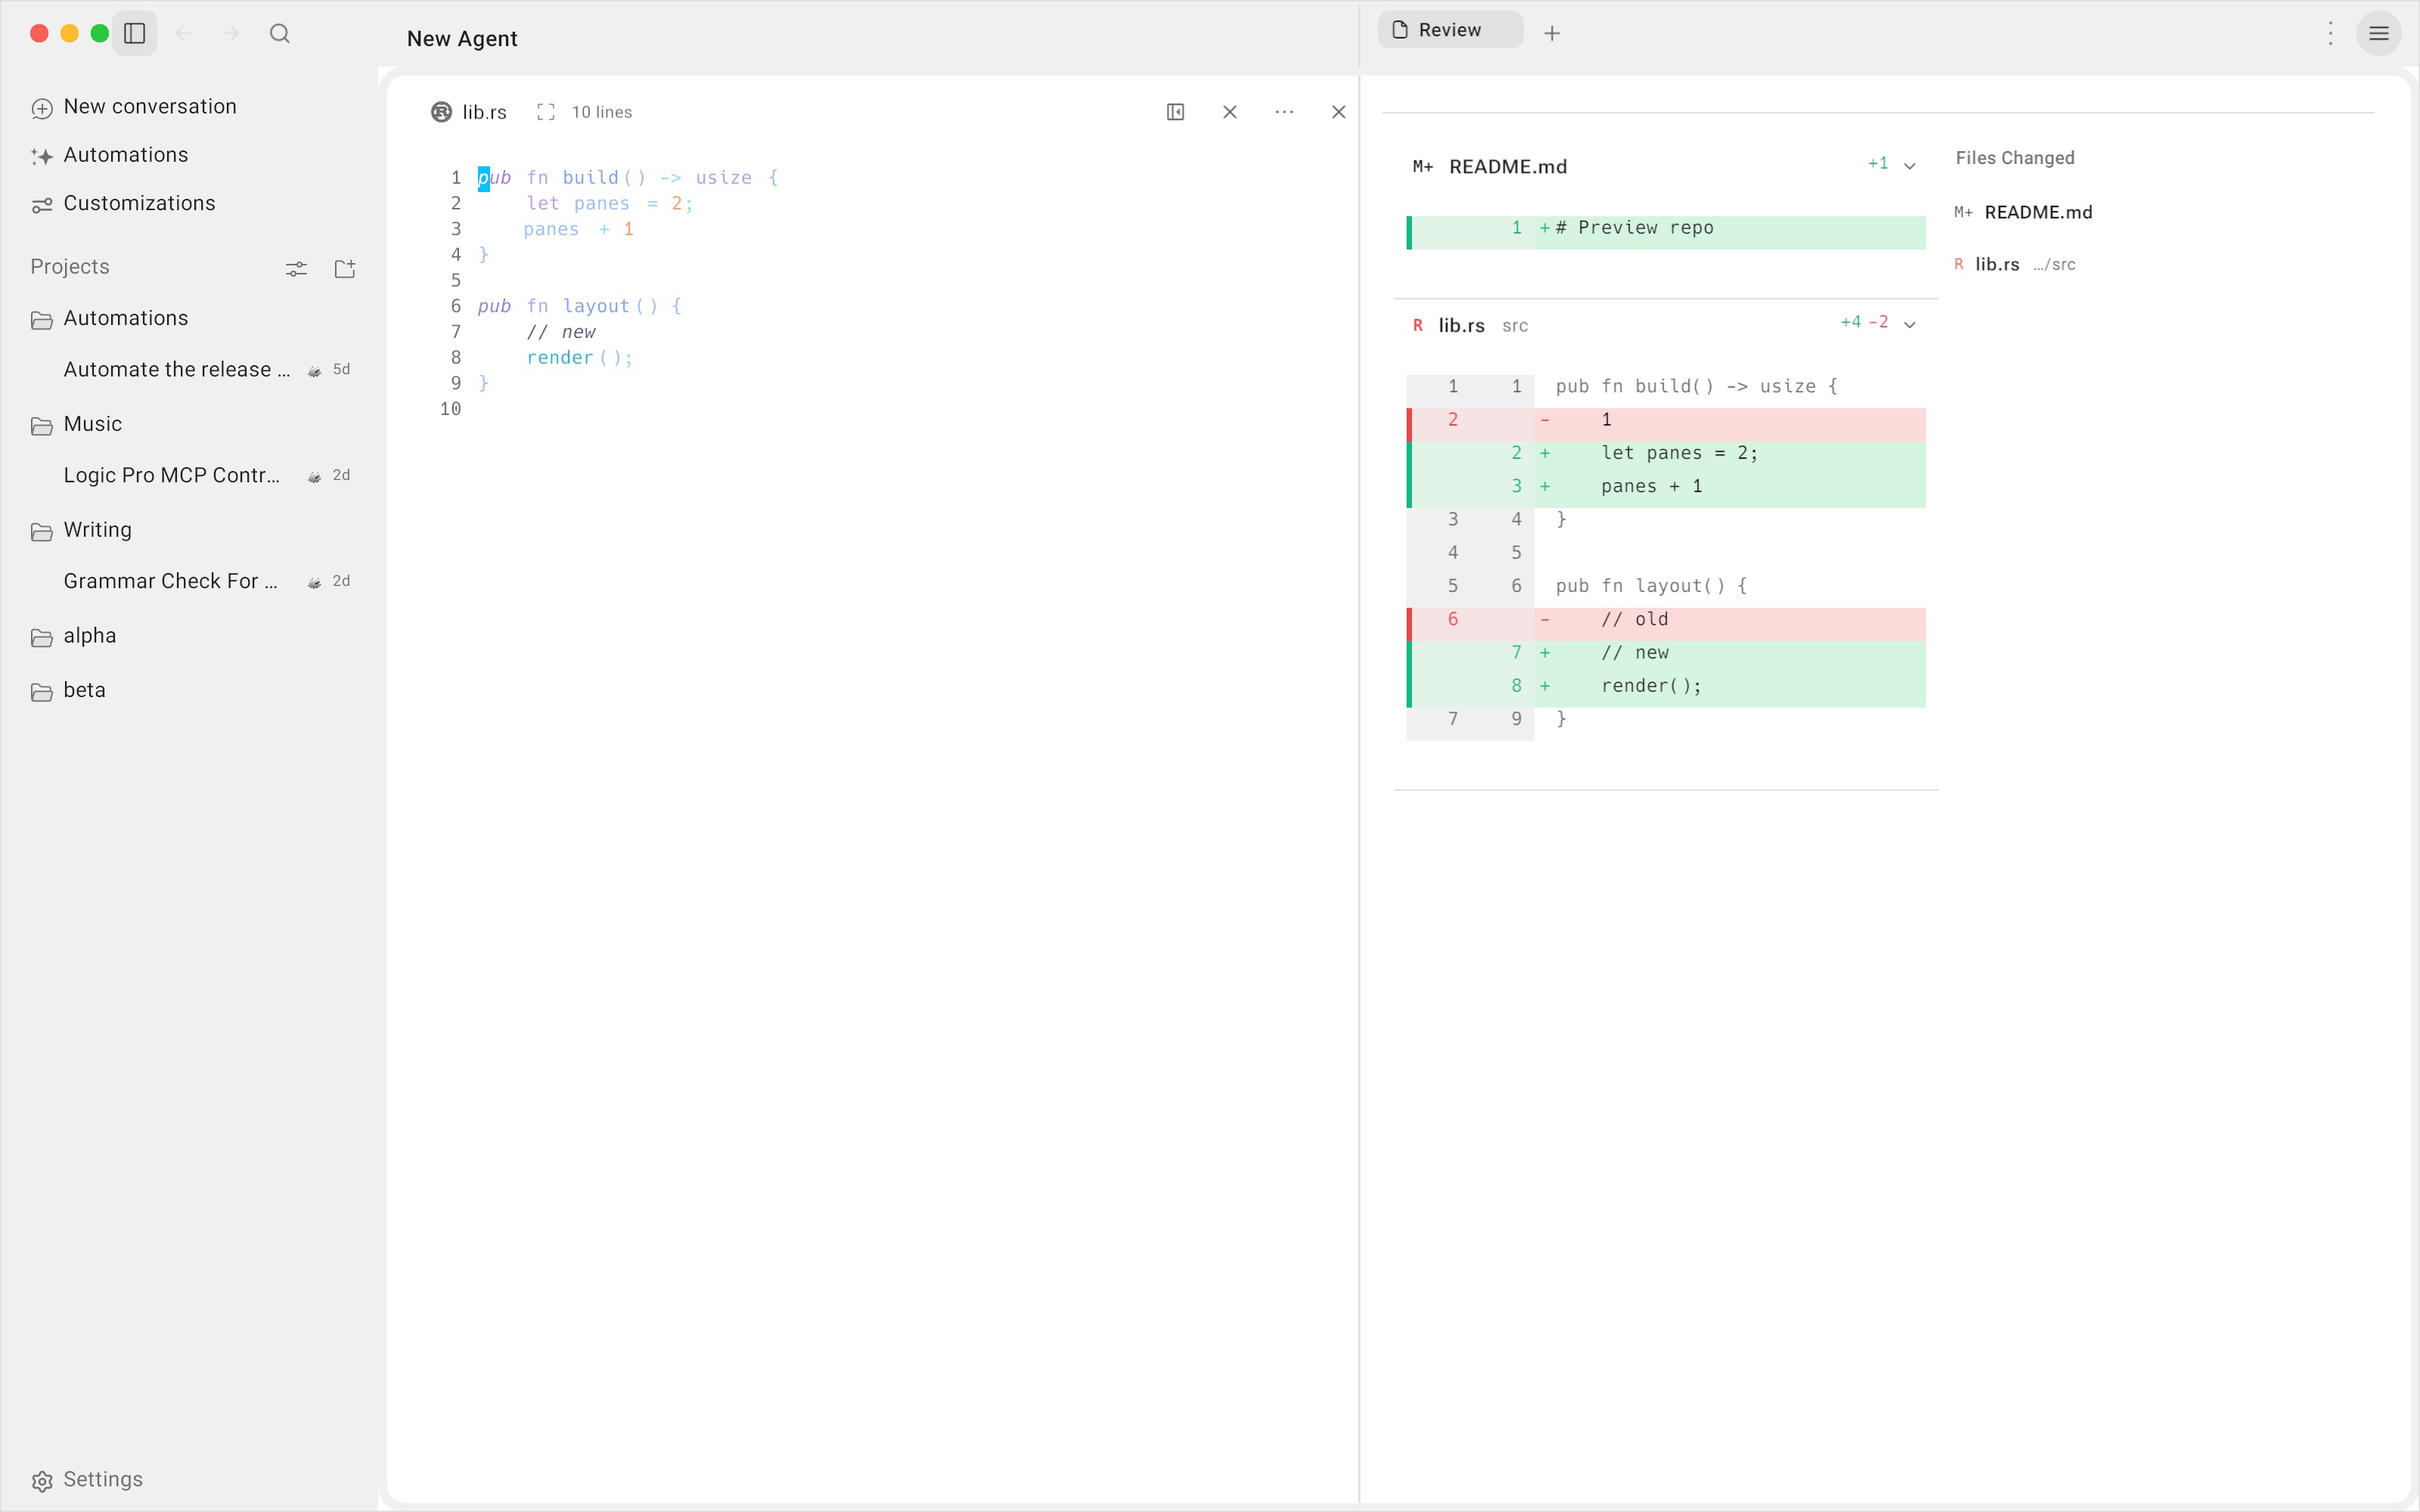 New Agent
Review
New conversation
Automations
Customizations
Projects
Automations
Automate the release ... 5d
Music
Logic Pro MCP Contr... 2d
Writing
Grammar Check For ... 2d
alpha
beta
Settings
lib.rs 10 lines
1 pub fn build() -> usize {
2     let panes = 2;
3     panes + 1
4 }
5
6 pub fn layout() {
7     // new
8     render();
9 }
10
M+ README.md +1
1 + # Preview repo
R lib.rs src +4 -2
1 1 pub fn build() -> usize {
2 -     1
2 +     let panes = 2;
3 +     panes + 1
3 4 }
4 5
5 6 pub fn layout() {
6 -     // old
7 +     // new
8 +     render();
7 9 }
Files Changed
M+ README.md
R lib.rs .../src